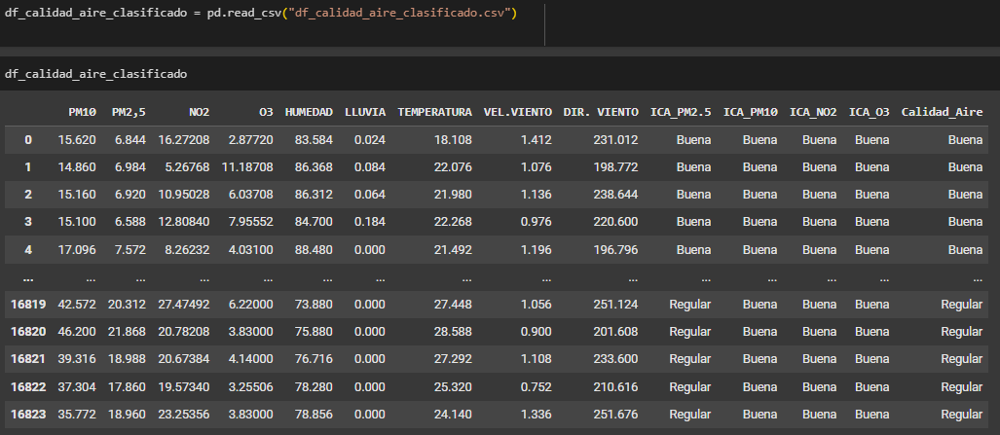 df_calidad_aire_clasificado = pd.read_csv("df_calidad_aire_clasificado.csv")
df_calidad_aire_clasificado
PM10 PM2,5 NO2 O3 HUMEDAD LLUVIA TEMPERATURA VEL.VIENTO DIR. VIENTO ICA_PM2.5 ICA_PM10 ICA_NO2 ICA_O3 Calidad_Aire
0 15.620 6.844 16.27208 2.87720 83.584 0.024 18.108 1.412 231.012 Buena Buena Buena Buena Buena
1 14.860 6.984 5.26768 11.18708 86.368 0.084 22.076 1.076 198.772 Buena Buena Buena Buena Buena
2 15.160 6.920 10.95028 6.03708 86.312 0.064 21.980 1.136 238.644 Buena Buena Buena Buena Buena
3 15.100 6.588 12.80840 7.95552 84.700 0.184 22.268 0.976 220.600 Buena Buena Buena Buena Buena
4 17.096 7.572 8.26232 4.03100 88.480 0.000 21.492 1.196 196.796 Buena Buena Buena Buena Buena
... ... ... ... ... ... ... ... ... ... ... ... ... ... ...
16819 42.572 20.312 27.47492 6.22000 73.880 0.000 27.448 1.056 251.124 Regular Buena Buena Buena Regular
16820 46.200 21.868 20.78208 3.83000 75.880 0.000 28.588 0.900 201.608 Regular Buena Buena Buena Regular
16821 39.316 18.988 20.67384 4.14000 76.716 0.000 27.292 1.108 233.600 Regular Buena Buena Buena Regular
16822 37.304 17.860 19.57340 3.25506 78.280 0.000 25.320 0.752 210.616 Regular Buena Buena Buena Regular
16823 35.772 18.960 23.25356 3.83000 78.856 0.000 24.140 1.336 251.676 Regular Buena Buena Buena Regular